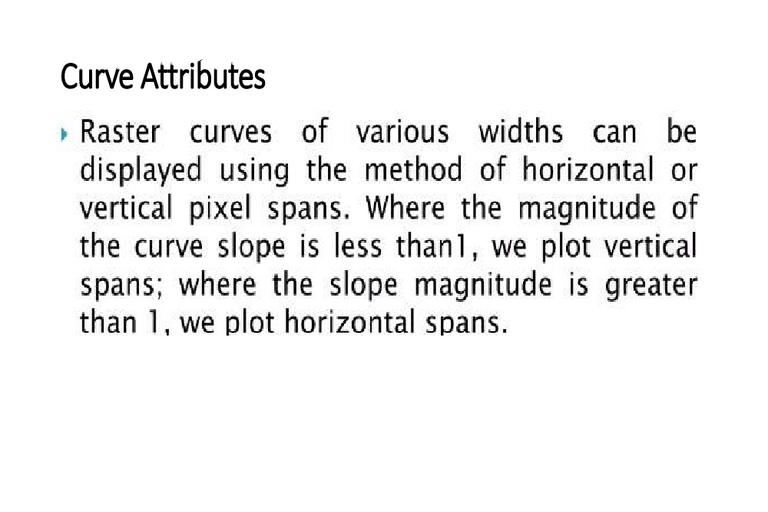 Curve Attributes
Raster curves of various widths can be
displayed using the method of horizontal or
vertical pixel spans. Where the magnitude of
the curve slope is less than1, we plot vertical
spans; where the slope magnitude is greater
than 1, we plot horizontal spans.